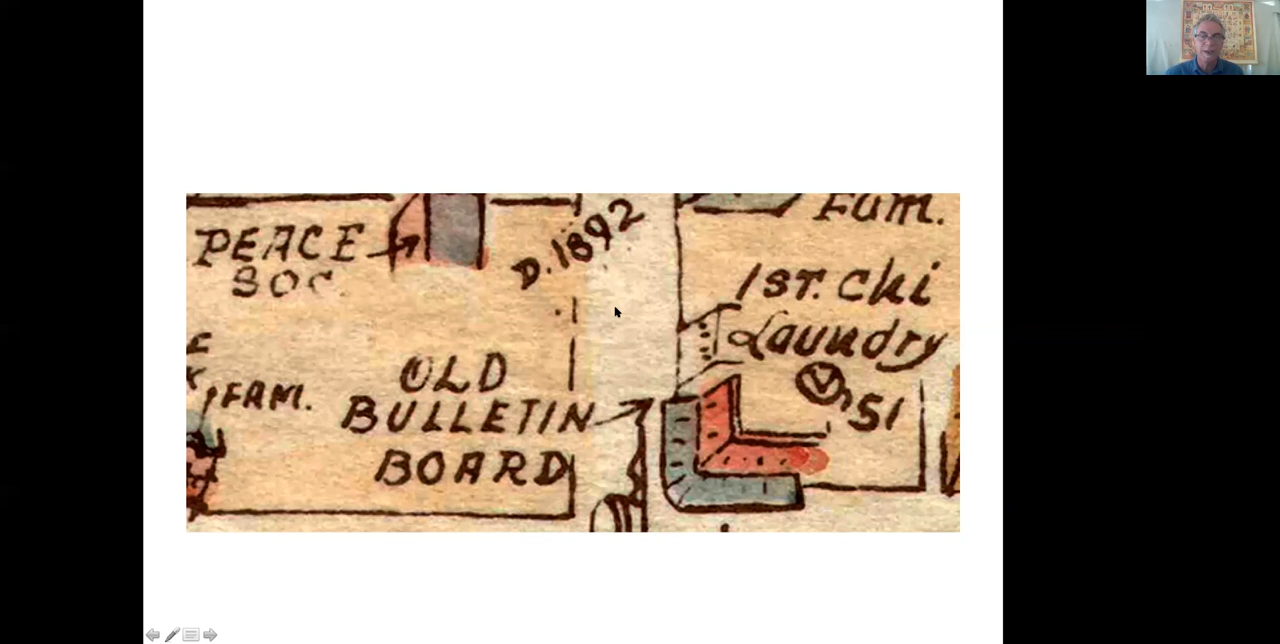 PEACE
SOC.
D. 1892
Fam.
1ST. Chi
Laundry
FAM.
OLD
BULLETIN
BOARD
51